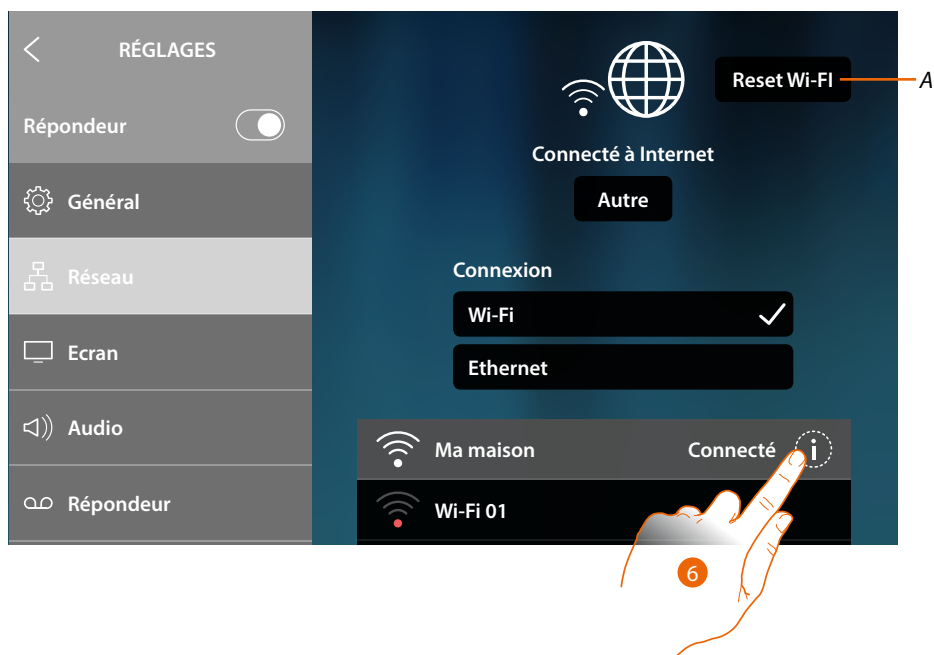 RÉGLAGES
Répondeur
Général
Réseau
Ecran
Audio
Répondeur
Reset Wi-FI
A
Connecté à Internet
Autre
Connexion
Wi-Fi
Ethernet
Ma maison Connecté i
Wi-Fi 01
6